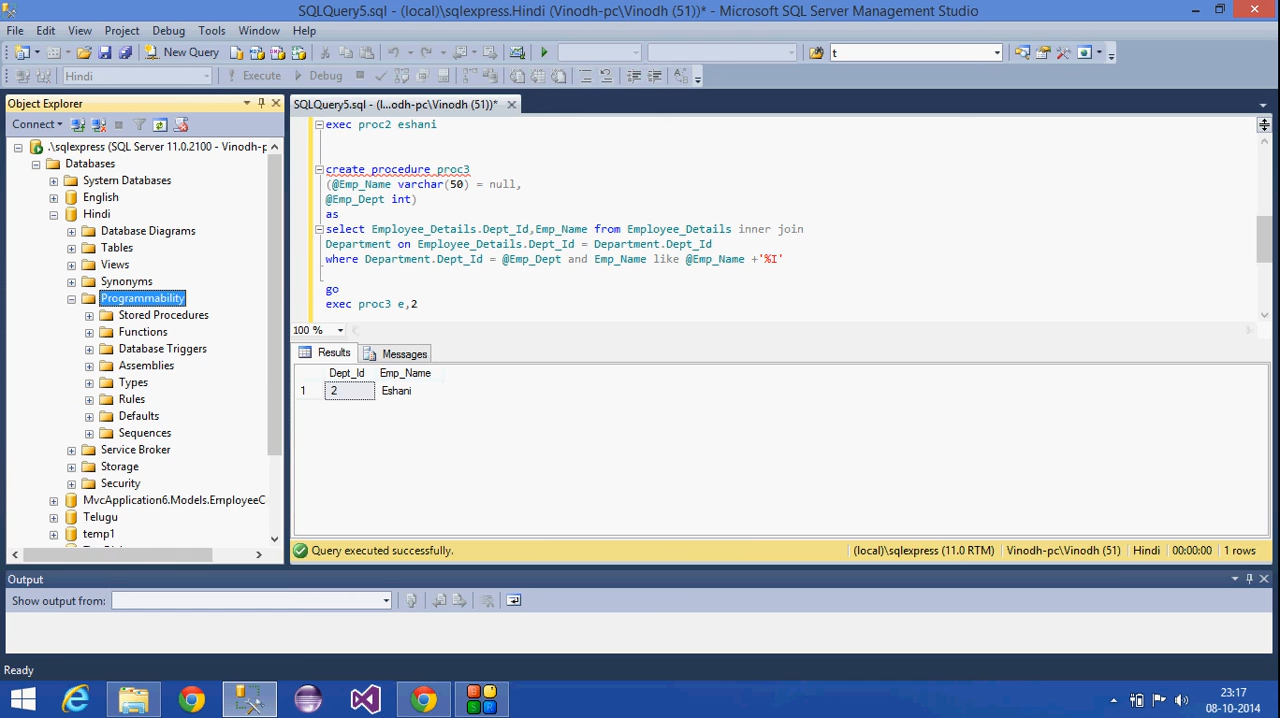 SQLQuery5.sql - (local)\sqlexpress.Hindi (Vinodh-pc\Vinodh (51))* - Microsoft SQL Server Management Studio
File Edit View Project Debug Tools Window Help
New Query t
Hindi Execute Debug
Object Explorer
SQLQuery5.sql - (l...odh-pc\Vinodh (51))*
Connect
.\sqlexpress (SQL Server 11.0.2100 - Vinodh-p
Databases
System Databases
English
Hindi
Database Diagrams
Tables
Views
Synonyms
Programmability
Stored Procedures
Functions
Database Triggers
Assemblies
Types
Rules
Defaults
Sequences
Service Broker
Storage
Security
MvcApplication6.Models.EmployeeC
Telugu
temp1
exec proc2 eshani
create procedure proc3
(@Emp_Name varchar(50) = null,
@Emp_Dept int)
as
select Employee_Details.Dept_Id,Emp_Name from Employee_Details inner join
Department on Employee_Details.Dept_Id = Department.Dept_Id
where Department.Dept_Id = @Emp_Dept and Emp_Name like @Emp_Name +'%I'
go
exec proc3 e,2
100 %
Results Messages
Dept_Id Emp_Name
1 2 Eshani
Query executed successfully. (local)\sqlexpress (11.0 RTM) Vinodh-pc\Vinodh (51) Hindi 00:00:00 1 rows
Output
Show output from:
Ready
23:17
08-10-2014